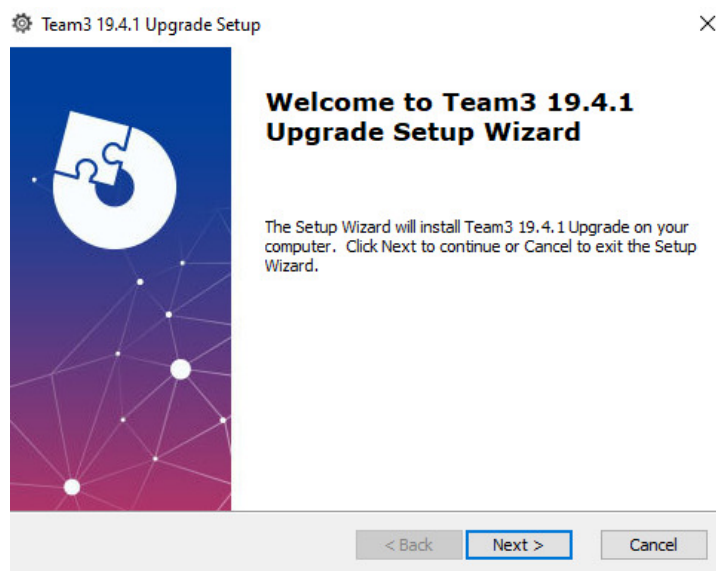 Team3 19.4.1 Upgrade Setup
Welcome to Team3 19.4.1
Upgrade Setup Wizard
The Setup Wizard will install Team3 19.4.1 Upgrade on your
computer. Click Next to continue or Cancel to exit the Setup
Wizard.
< Back Next > Cancel